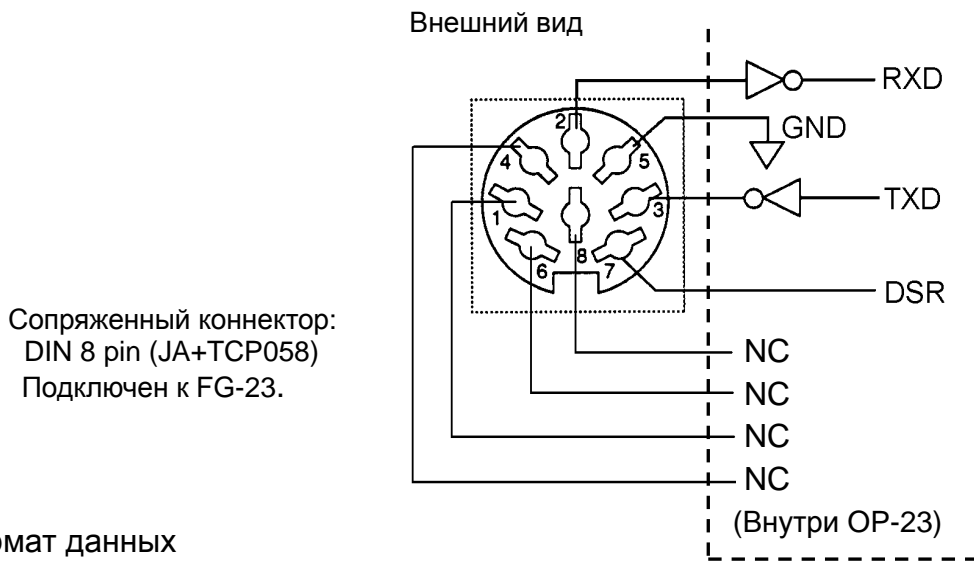 Внешний вид
RXD
GND
TXD
DSR
2
4
5
1
3
6
8
7
Сопряженный коннектор:
DIN 8 pin (JA+TCP058)
Подключен к FG-23.
NC
NC
NC
NC
(Внутри OP-23)
рмат данных